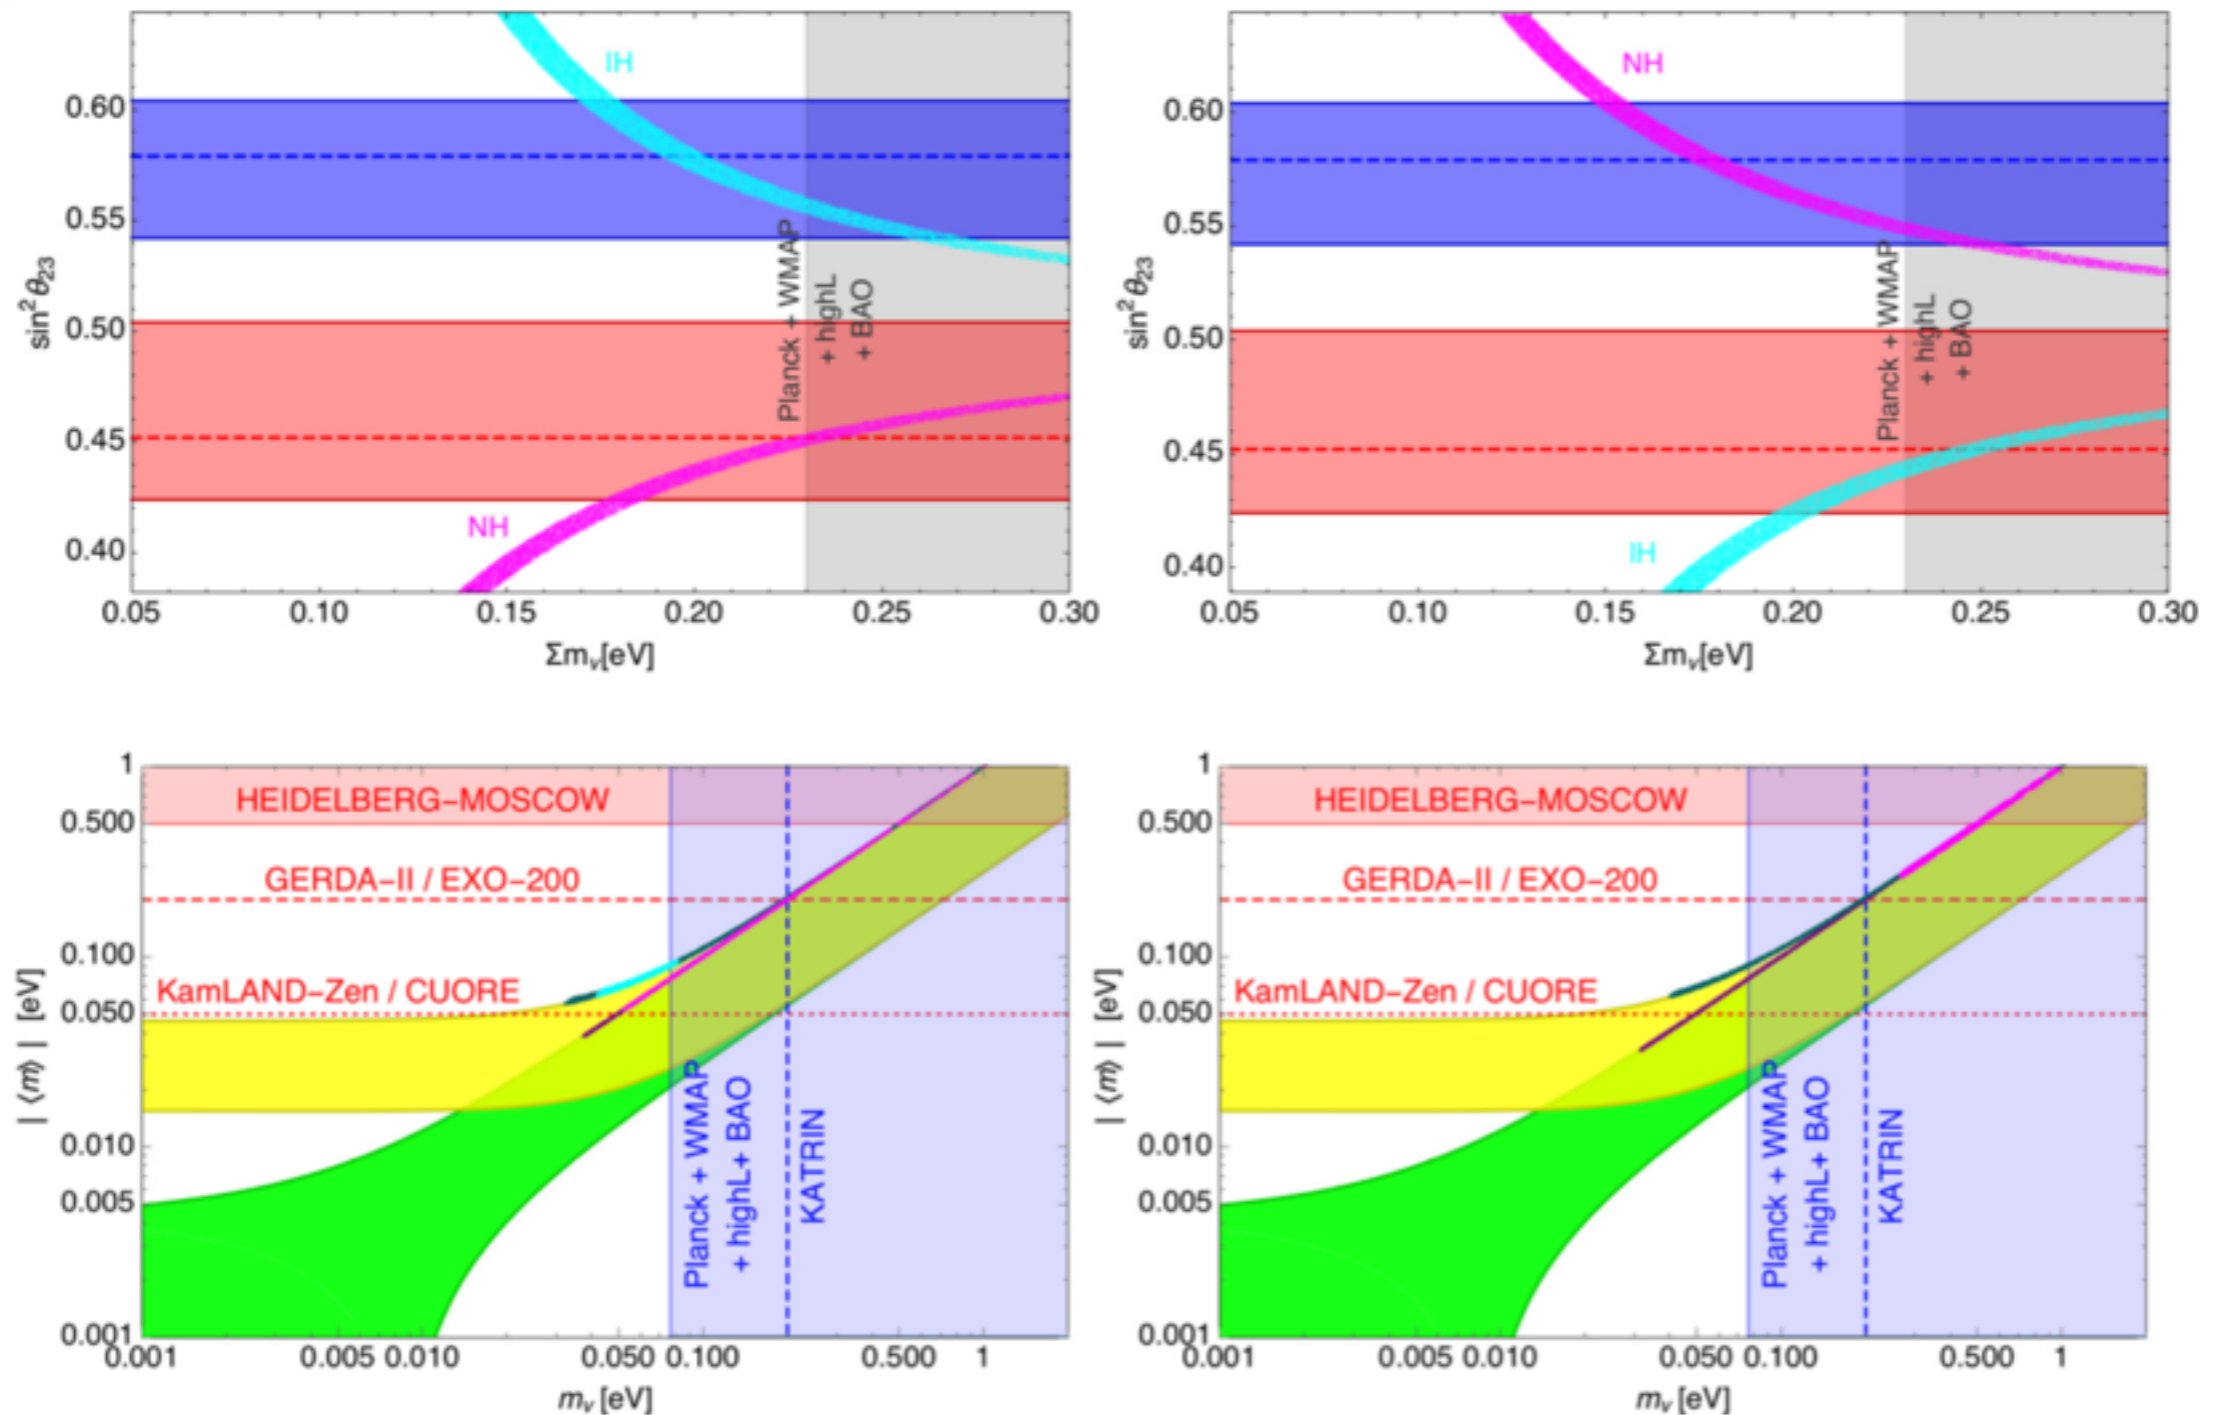 IH
0.60
0.55
0.50
0.45
0.40
sin²θ₂₃
Planck + WMAP
+ highL
+ BAO
NH
0.05 0.10 0.15 0.20 0.25 0.30
Σmᵥ[eV]
NH
0.60
0.55
0.50
0.45
0.40
sin²θ₂₃
Planck + WMAP
+ highL
+ BAO
IH
0.05 0.10 0.15 0.20 0.25 0.30
Σmᵥ[eV]
1
0.500
0.100
0.050
0.010
0.005
0.001
| ⟨m⟩ | [eV]
HEIDELBERG–MOSCOW
GERDA–II / EXO–200
KamLAND–Zen / CUORE
Planck + WMAP
+ highL+ BAO
KATRIN
0.001 0.005 0.010 0.050 0.100 0.500 1
mᵥ [eV]
1
0.500
0.100
0.050
0.010
0.005
0.001
| ⟨m⟩ | [eV]
HEIDELBERG–MOSCOW
GERDA–II / EXO–200
KamLAND–Zen / CUORE
Planck + WMAP
+ highL+ BAO
KATRIN
0.001 0.005 0.010 0.050 0.100 0.500 1
mᵥ [eV]